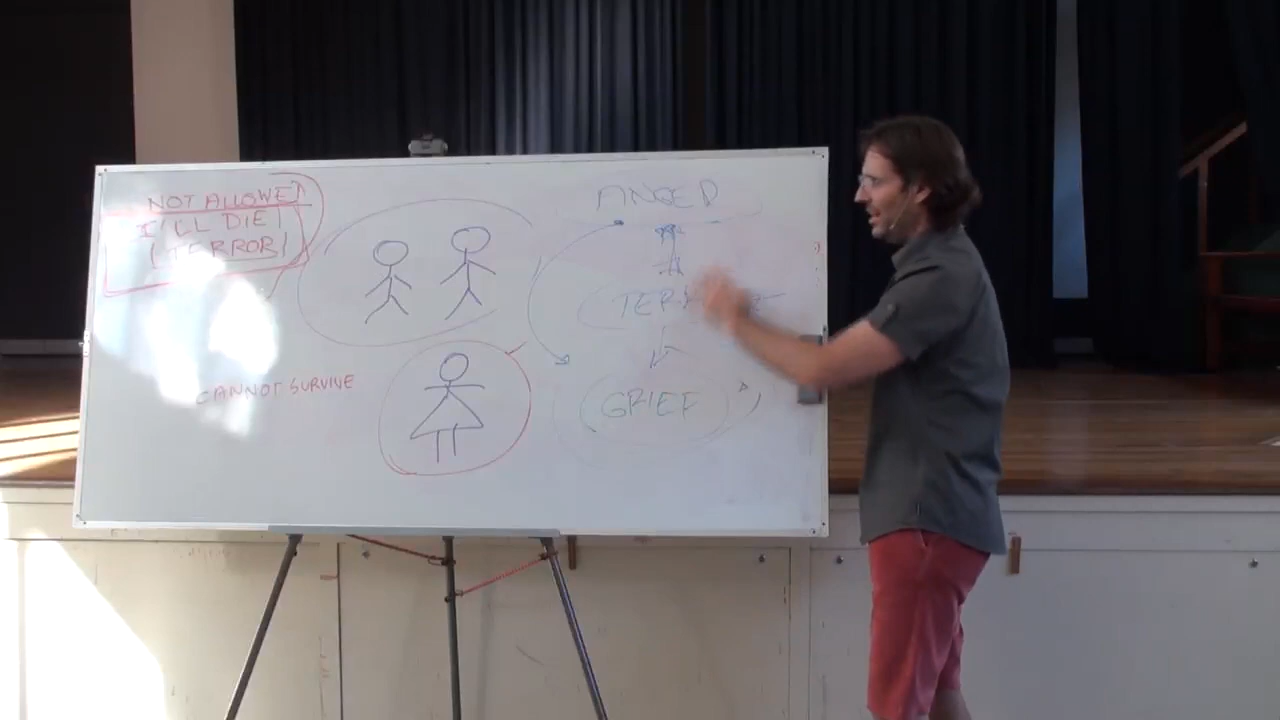 NOT ALLOWED
I'LL DIE
TERROR
CANNOT SURVIVE
ANGER
GRIEF